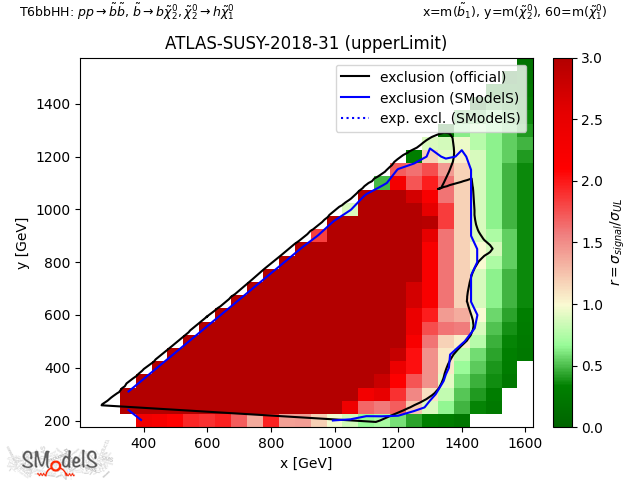 T6bbHH: pp → b̃b̃, b̃ → bχ̃⁰₂, χ̃⁰₂ → hχ̃⁰₁ x=m(b̃₁), y=m(χ̃⁰₂), 60=m(χ̃⁰₁)
ATLAS-SUSY-2018-31 (upperLimit)
exclusion (official)
exclusion (SModelS)
exp. excl. (SModelS)
y [GeV]
1400
1200
1000
800
600
400
200
400 600 800 1000 1200 1400 1600
x [GeV]
3.0
2.5
2.0
1.5
1.0
0.5
0.0
r = σsignal/σUL
SModelS